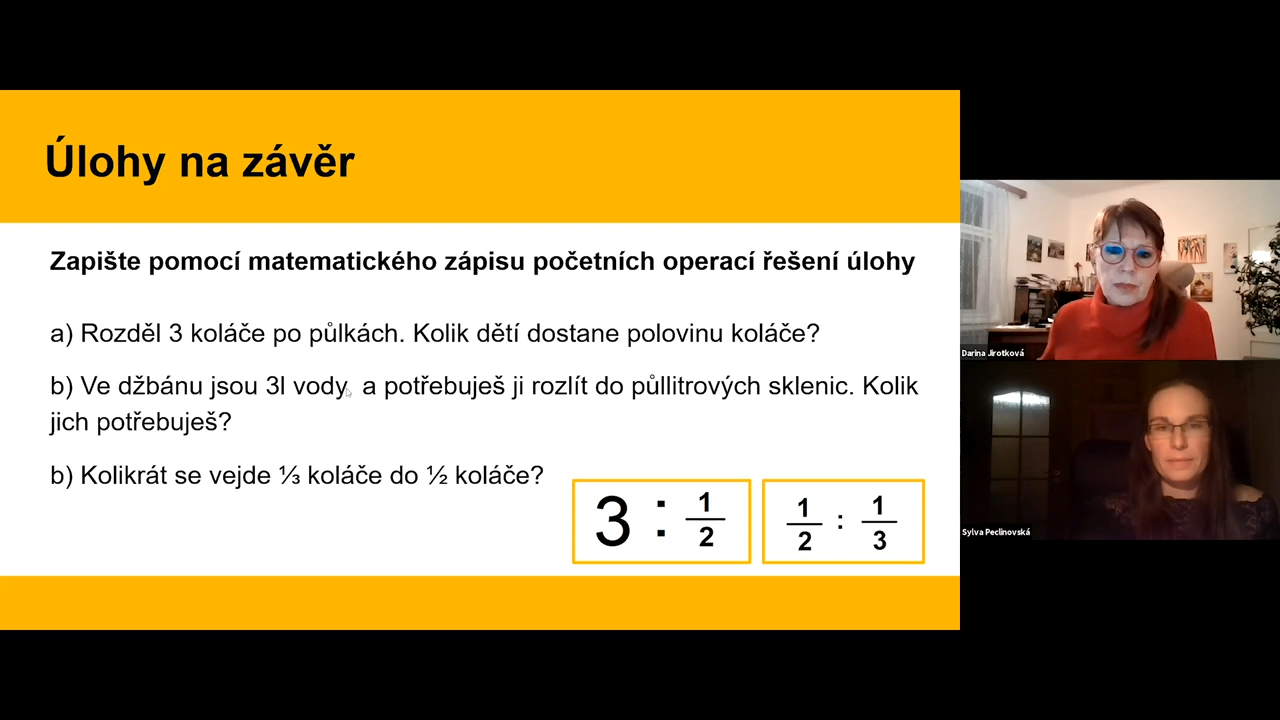 Úlohy na závěr
Zapište pomocí matematického zápisu početních operací řešení úlohy
a) Rozděl 3 koláče po půlkách. Kolik dětí dostane polovinu koláče?
b) Ve džbánu jsou 3l vody, a potřebuješ ji rozlít do půllitrových sklenic. Kolik
jich potřebuješ?
b) Kolikrát se vejde ⅓ koláče do ½ koláče?
3 : 1/2
1/2 : 1/3
Darina Jirotková
Sylva Peclinovská